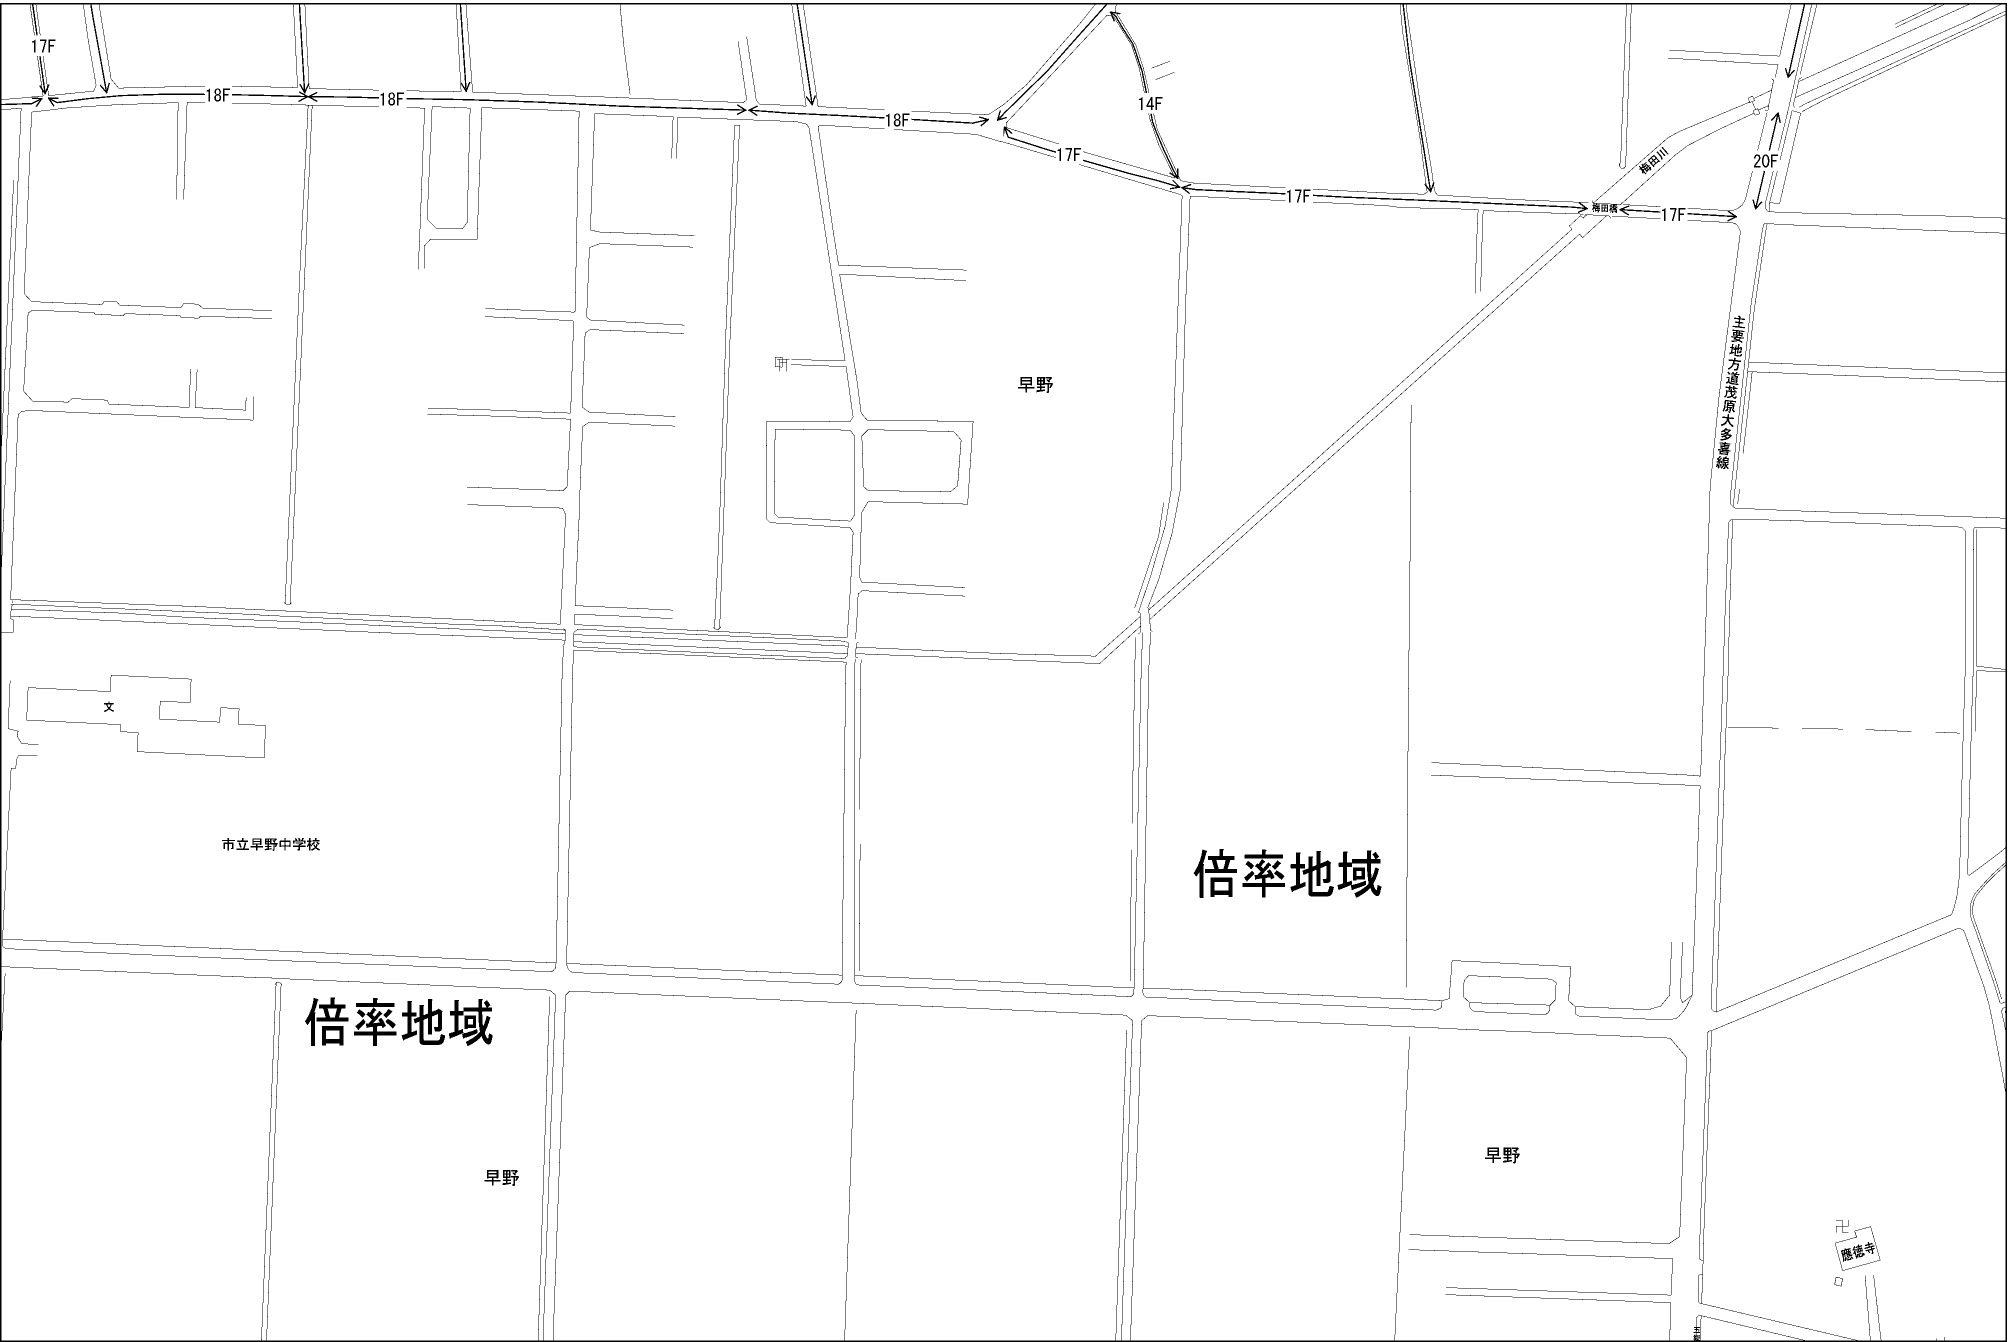 17F
18F
18F
18F
14F
17F
17F
17F
20F
梅田川
梅田橋
主要地方道茂原大多喜線
早野
文
市立早野中学校
倍率地域
倍率地域
早野
早野
應徳寺